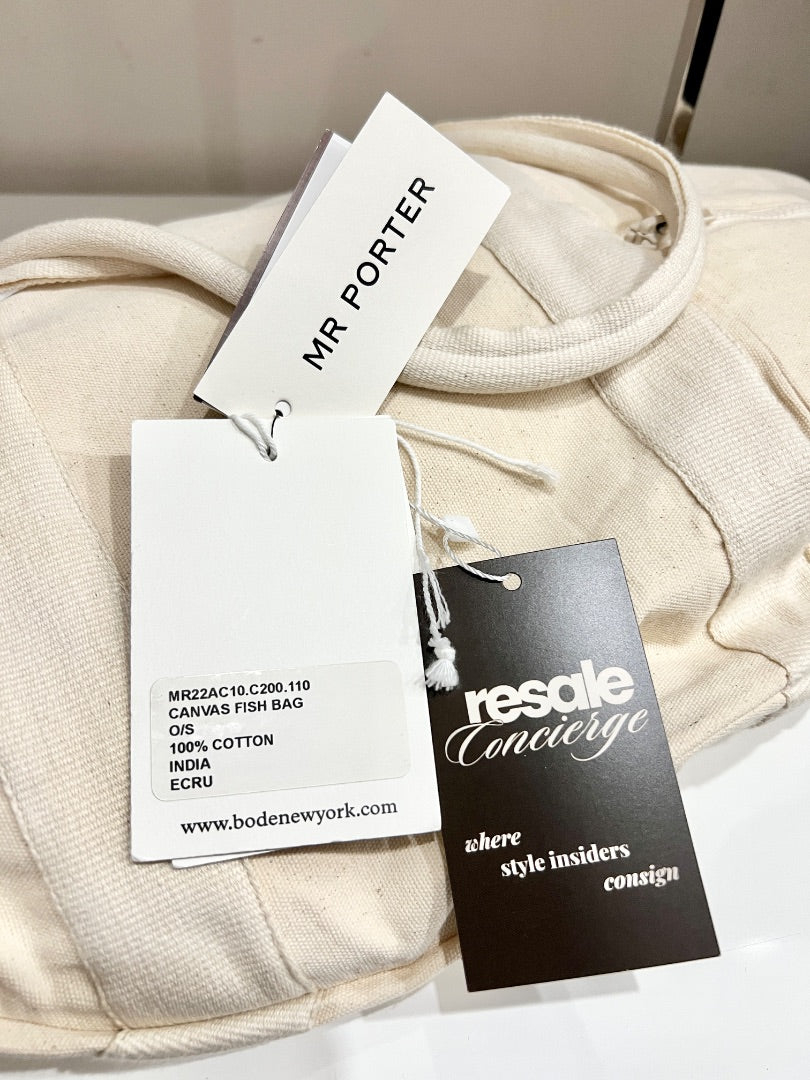 MR PORTER
MR22AC10.C200.110
CANVAS FISH BAG
O/S
100% COTTON
INDIA
ECRU
www.bodenewyork.com
resale
Concierge
where
style insiders
consign